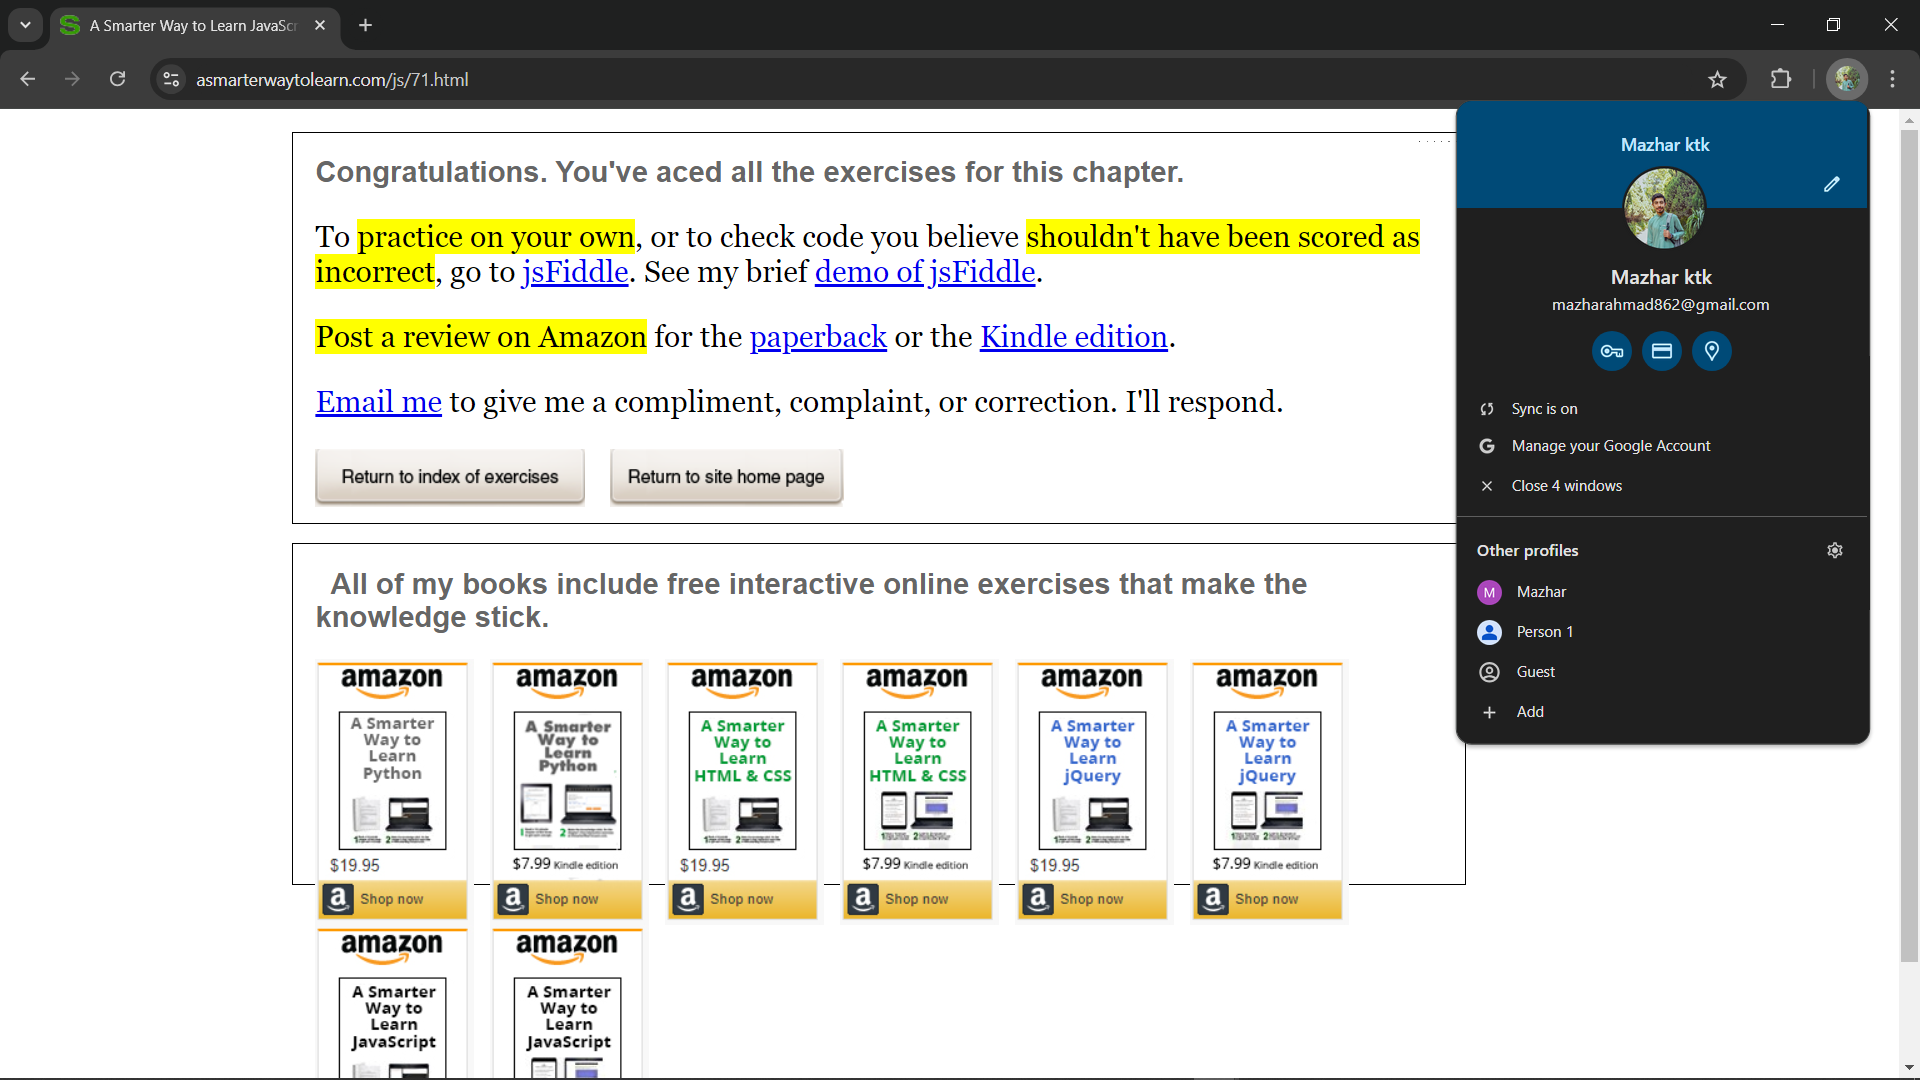 A Smarter Way to Learn JavaScr
asmarterwaytolearn.com/js/71.html
Congratulations. You've aced all the exercises for this chapter.
To practice on your own, or to check code you believe shouldn't have been scored as
incorrect, go to jsFiddle. See my brief demo of jsFiddle.
Post a review on Amazon for the paperback or the Kindle edition.
Email me to give me a compliment, complaint, or correction. I'll respond.
Return to index of exercises
Return to site home page
All of my books include free interactive online exercises that make the
knowledge stick.
amazon
A Smarter
Way to
Learn
Python
$19.95
a Shop now
amazon
A Smarter
Way to
Learn
Python
$7.99 Kindle edition
a Shop now
amazon
A Smarter
Way to
Learn
HTML & CSS
$19.95
a Shop now
amazon
A Smarter
Way to
Learn
HTML & CSS
$7.99 Kindle edition
a Shop now
amazon
A Smarter
Way to
Learn
jQuery
$19.95
a Shop now
amazon
A Smarter
Way to
Learn
jQuery
$7.99 Kindle edition
a Shop now
amazon
A Smarter
Way to
Learn
JavaScript
amazon
A Smarter
Way to
Learn
JavaScript
Mazhar ktk
Mazhar ktk
mazharahmad862@gmail.com
Sync is on
Manage your Google Account
Close 4 windows
Other profiles
M Mazhar
Person 1
Guest
Add